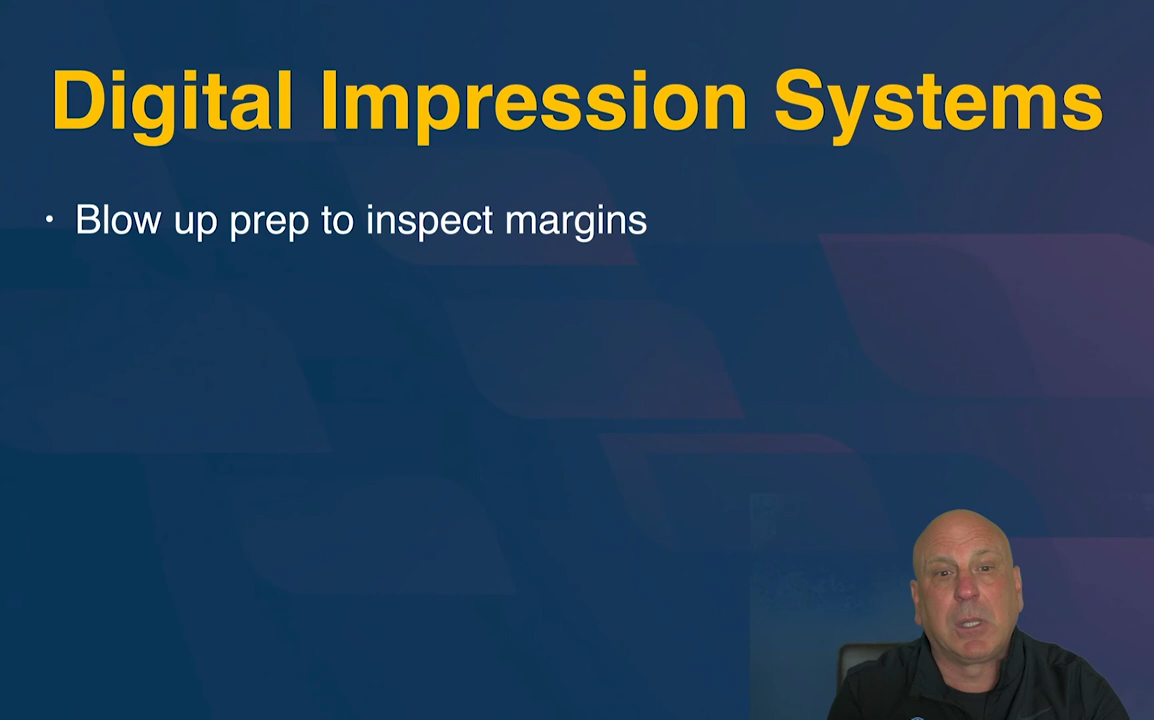 Digital Impression Systems
• Blow up prep to inspect margins